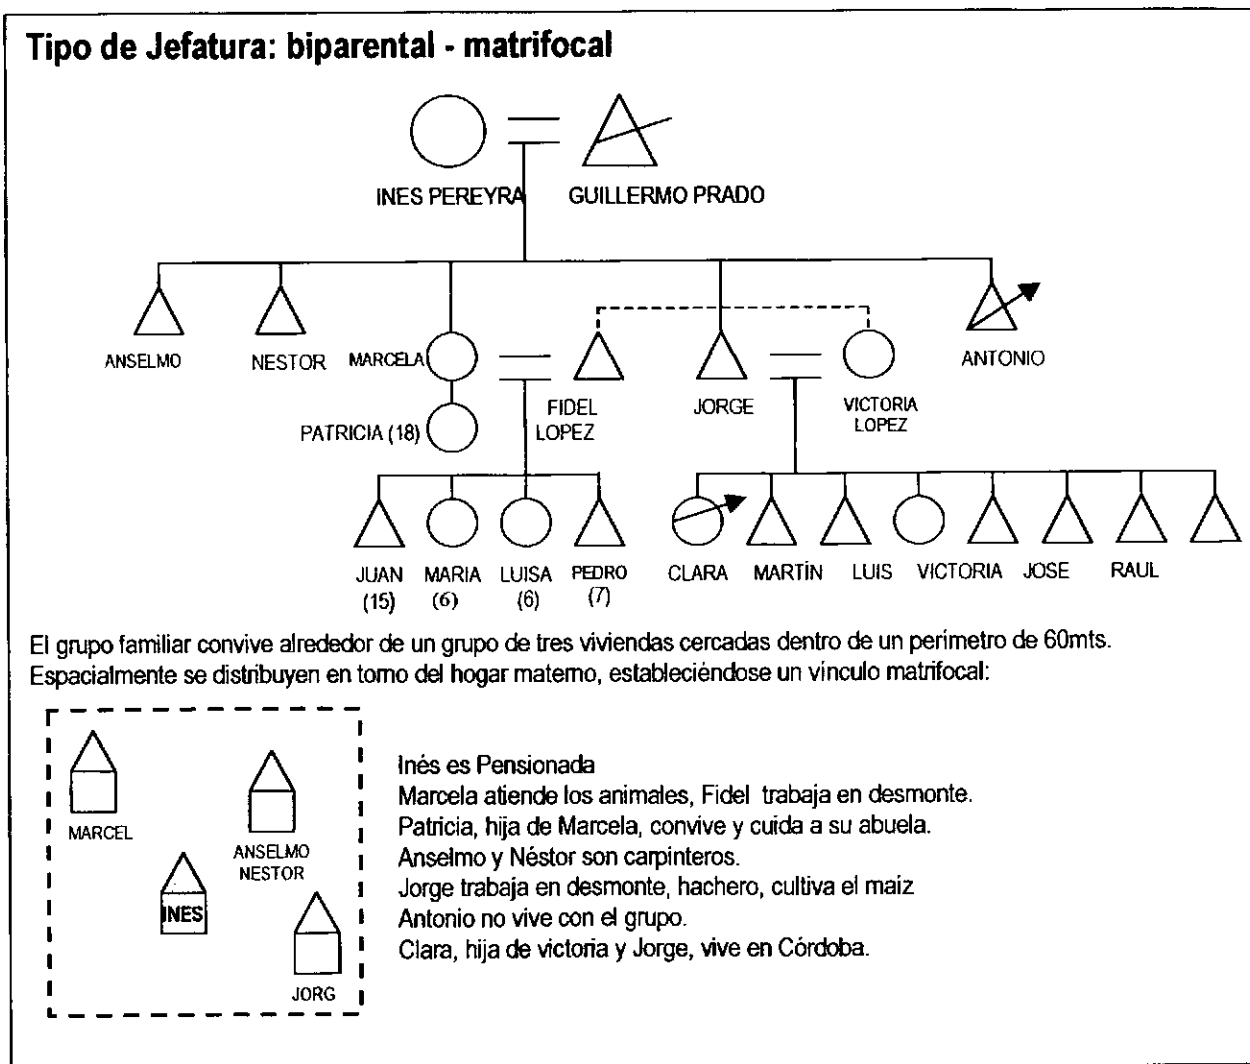 Tipo de Jefatura: biparental - matrifocal
INES PEREYRA GUILLERMO PRADO
ANSELMO NESTOR MARCELA ANTONIO
FIDEL LOPEZ JORGE VICTORIA LOPEZ
PATRICIA (18)
JUAN (15) MARIA (6) LUISA (6) PEDRO (7) CLARA MARTÍN LUIS VICTORIA JOSE RAUL
El grupo familiar convive alrededor de un grupo de tres viviendas cercadas dentro de un perimetro de 60mts.
Espacialmente se distribuyen en torno del hogar materno, estableciéndose un vinculo matrifocal:
MARCEL
ANSELMO
NESTOR
INES
JORG
Inés es Pensionada
Marcela atiende los animales, Fidel trabaja en desmonte.
Patricia, hija de Marcela, convive y cuida a su abuela.
Anselmo y Néstor son carpinteros.
Jorge trabaja en desmonte, hachero, cultiva el maiz
Antonio no vive con el grupo.
Clara, hija de victoria y Jorge, vive en Córdoba.